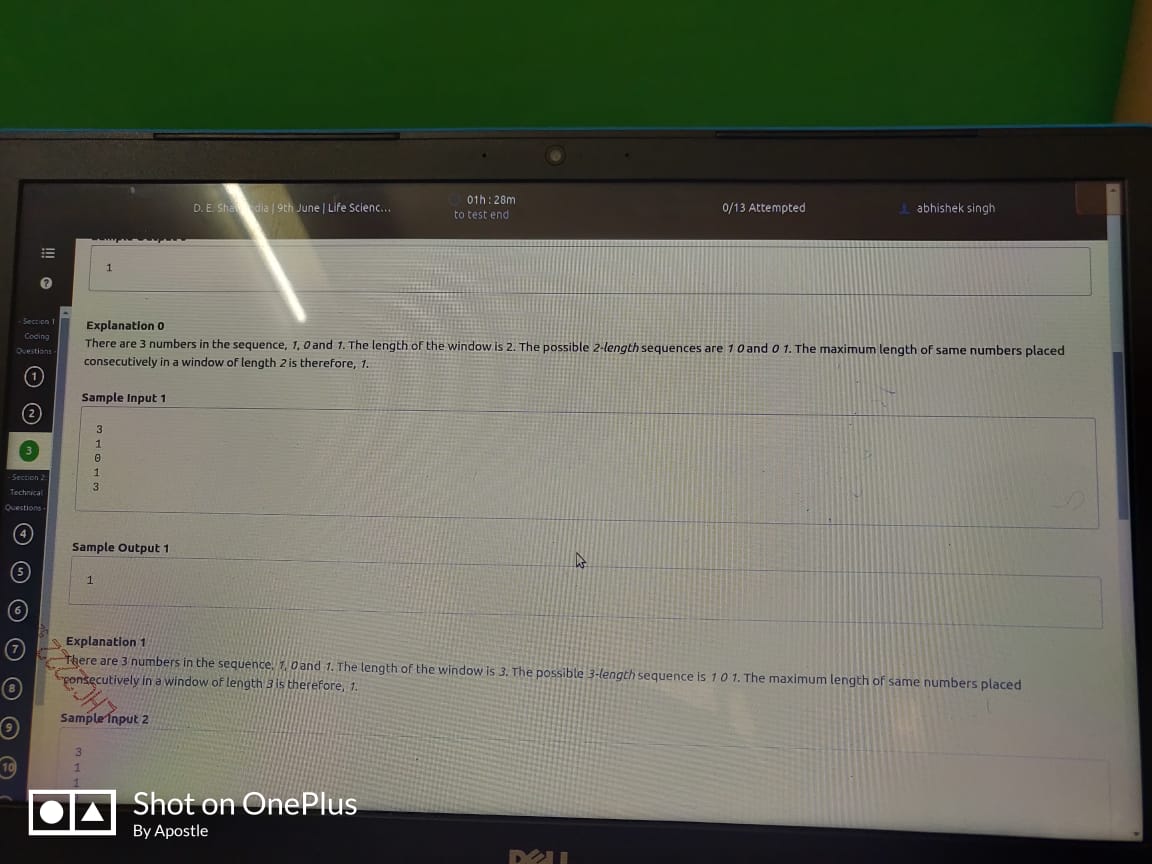 D. E. Sha dia | 9th June | Life Scienc...
01h : 28m
to test end
0/13 Attempted
abhishek singh
1
Explanation 0
There are 3 numbers in the sequence, 1, 0 and 1. The length of the window is 2. The possible 2-length sequences are 1 0 and 0 1. The maximum length of same numbers placed
consecutively in a window of length 2 is therefore, 1.
Sample Input 1
3
1
0
1
3
Sample Output 1
1
Explanation 1
There are 3 numbers in the sequence, 1, 0 and 1. The length of the window is 3. The possible 3-length sequence is 1 0 1. The maximum length of same numbers placed
consecutively in a window of length 3 is therefore, 1.
Sample Input 2
3
1
1
?
- Section 1
Coding
Questions -
1
2
3
- Section 2
Technical
Questions -
4
5
6
7
8
9
10
Shot on OnePlus
By Apostle
DELL